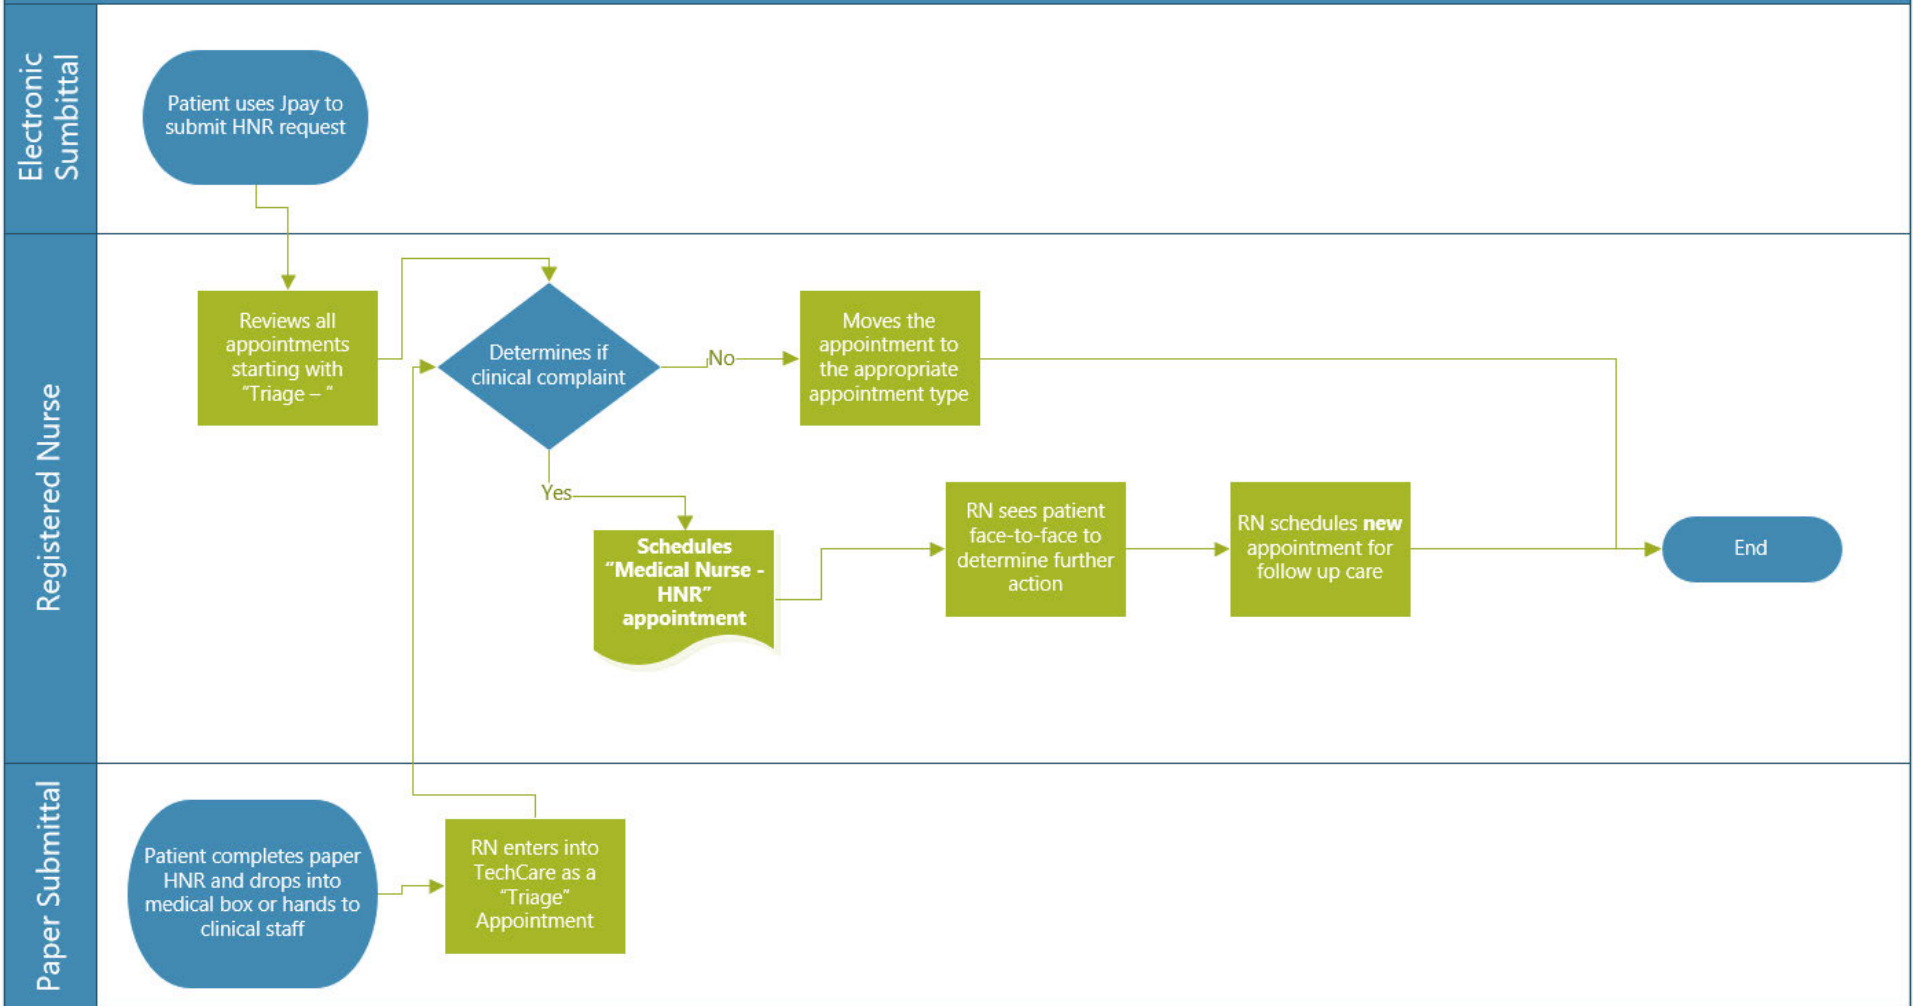 Electronic
Sumbittal
Patient uses Jpay to
submit HNR request
Registered Nurse
Reviews all
appointments
starting with
“Triage – “
Determines if
clinical complaint
No
Moves the
appointment to
the appropriate
appointment type
Yes
Schedules
“Medical Nurse -
HNR”
appointment
RN sees patient
face-to-face to
determine further
action
RN schedules new
appointment for
follow up care
End
Paper Submittal
Patient completes paper
HNR and drops into
medical box or hands to
clinical staff
RN enters into
TechCare as a
“Triage”
Appointment